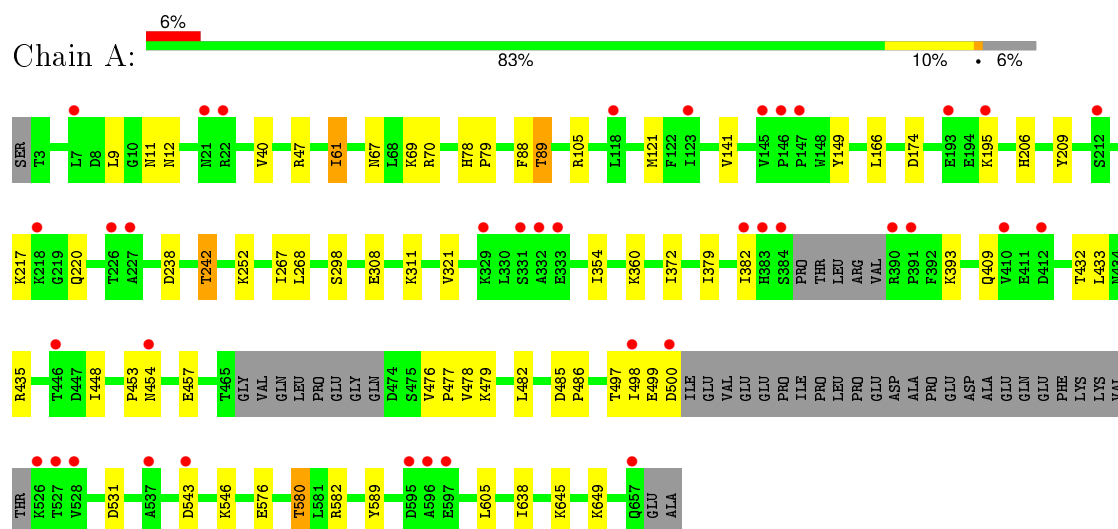 6%
Chain A:
83%
10%
•
6%
SER T3 L7 D8 L9 G10 N11 N12 N21 R22 V40 R47 I61 N67 L68 K69 R70 H78 P79 F88 T89 R105 L118 M121 F122 I123 V141 V145 P146 P147 W148 Y149 L166 D174 E193 E194 K195 H206 Y209 S212
K217 K218 G219 Q220 T226 A227 D238 T242 K252 I267 L268 S298 E308 K311 V321 K329 L330 S331 A332 E333 I354 K360 I372 I379 I382 H383 S384 PRO THR LEU ARG VAL R390 P391 F392 K393 Q409 V410 E411 D412 T432 L433 N434
R435 T446 D447 I448 P453 N454 E457 T465 GLY VAL GLN LEU PRO GLU GLY GLN D474 S475 V476 P477 V478 K479 L482 D485 P486 T497 I498 E499 D500 ILE GLU VAL GLU GLU PRO ILE PRO LEU PRO GLU ASP ALA PRO GLU ASP ALA GLU GLN GLU PHE LYS LYS VAL
THR K526 T527 V528 D531 A537 D543 K546 E576 T580 L581 R582 Y589 D595 A596 E597 L605 I638 K645 K649 Q657 GLU ALA